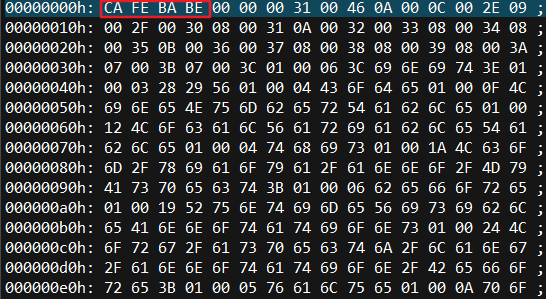 00000000h: CA FE BA BE 00 00 00 31 00 46 0A 00 0C 00 2E 09 ;
00000010h: 00 2F 00 30 08 00 31 0A 00 32 00 33 08 00 34 08 ;
00000020h: 00 35 0B 00 36 00 37 08 00 38 08 00 39 08 00 3A ;
00000030h: 07 00 3B 07 00 3C 01 00 06 3C 69 6E 69 74 3E 01 ;
00000040h: 00 03 28 29 56 01 00 04 43 6F 64 65 01 00 0F 4C ;
00000050h: 69 6E 65 4E 75 6D 62 65 72 54 61 62 6C 65 01 00 ;
00000060h: 12 4C 6F 63 61 6C 56 61 72 69 61 62 6C 65 54 61 ;
00000070h: 62 6C 65 01 00 04 74 68 69 73 01 00 1A 4C 63 6F ;
00000080h: 6D 2F 78 69 61 6F 79 61 2F 61 6E 6E 6F 2F 4D 79 ;
00000090h: 41 73 70 65 63 74 3B 01 00 06 62 65 66 6F 72 65 ;
000000a0h: 01 00 19 52 75 6E 74 69 6D 65 56 69 73 69 62 6C ;
000000b0h: 65 41 6E 6E 6F 74 61 74 69 6F 6E 73 01 00 24 4C ;
000000c0h: 6F 72 67 2F 61 73 70 65 63 74 6A 2F 6C 61 6E 67 ;
000000d0h: 2F 61 6E 6E 6F 74 61 74 69 6F 6E 2F 42 65 66 6F ;
000000e0h: 72 65 3B 01 00 05 76 61 6C 75 65 01 00 0A 70 6F ;